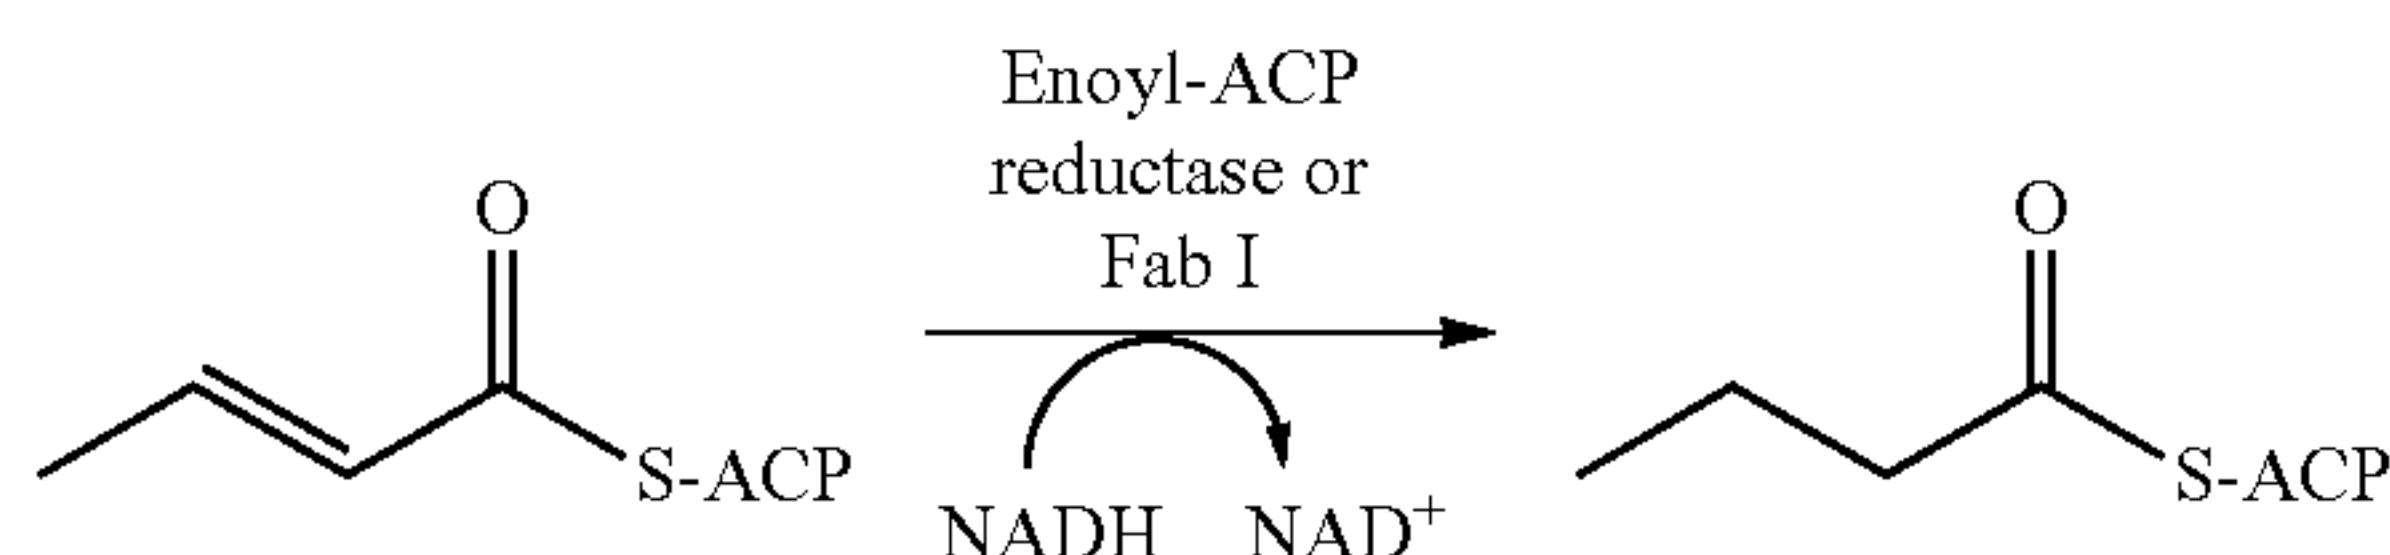 Enoyl-ACP
reductase or
Fab I
O
O
S-ACP
S-ACP
NADH NAD⁺